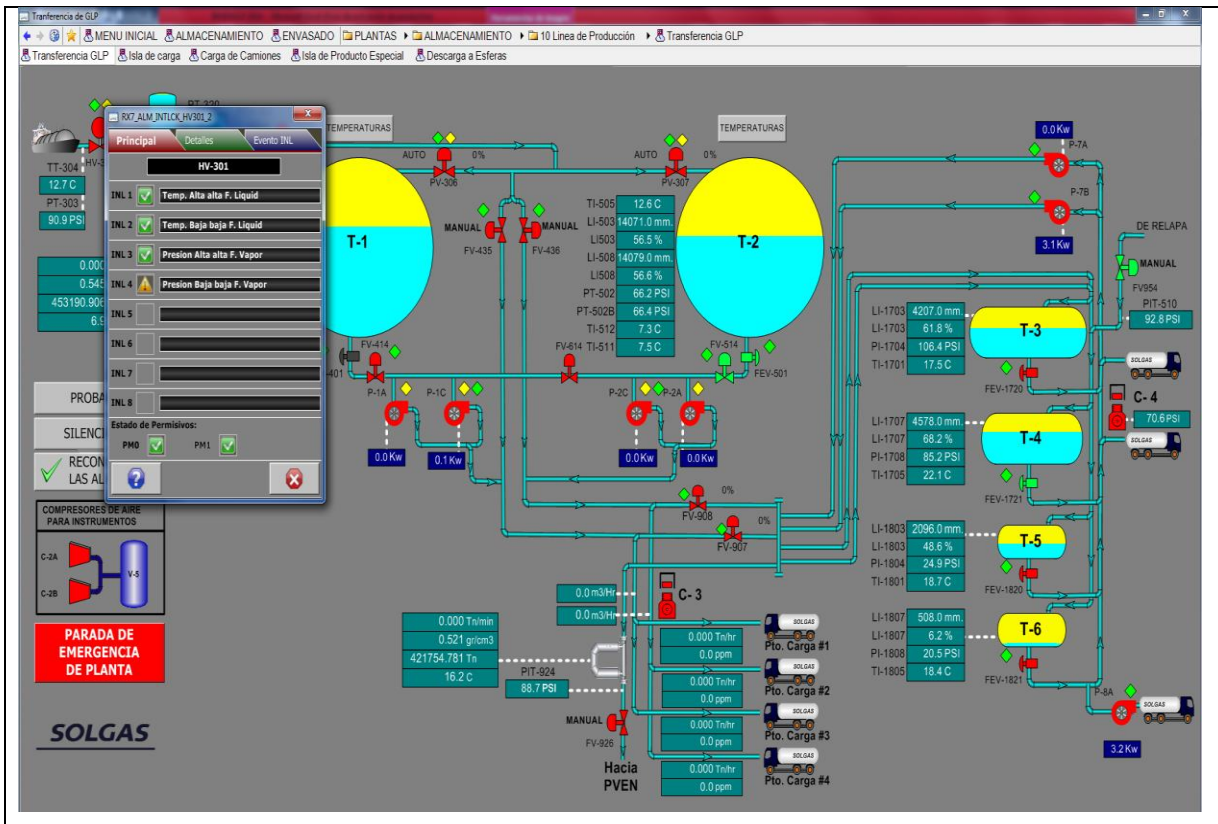 Tranferencia de GLP
MENU INICIAL ALMACENAMIENTO ENVASADO PLANTAS ALMACENAMIENTO 10 Linea de Producción Transferencia GLP
Transferencia GLP Isla de carga Carga de Camiones Isla de Producto Especial Descarga a Esferas
PT-320
TT-304
12.7 C
PT-303
90.9 PSI
0.000
0.545
453190.906
6.9
RX7_ALM_INTLCK_HV301_2
Principal Detalles Evento INL
HV-301
INL 1 Temp. Alta alta F. Liquid
INL 2 Temp. Baja baja F. Liquid
INL 3 Presion Alta alta F. Vapor
INL 4 Presion Baja baja F. Vapor
INL 5
INL 6
INL 7
INL 8
Estado de Permisivos:
PM0 PM1
PROBA
SILENCI
RECON
LAS AL
COMPRESORES DE AIRE
PARA INSTRUMENTOS
C-2A
V-5
C-2B
PARADA DE
EMERGENCIA
DE PLANTA
SOLGAS
TEMPERATURAS
TEMPERATURAS
AUTO 0%
PV-306
AUTO 0%
PV-307
MANUAL
FV-435
MANUAL
FV-436
T-1
T-2
TI-505 12.6 C
LI-503 14071.0 mm.
LI503 56.5 %
LI-508 14079.0 mm.
LI508 56.6 %
PT-502 66.2 PSI
PT-502B 66.4 PSI
TI-512 7.3 C
TI-511 7.5 C
-401
FV-414
FV-614
FV-514
FEV-501
P-1A
P-1C
P-2C
P-2A
0.0 Kw
0.1 Kw
0.0 Kw
0.0 Kw
FV-908
0%
FV-907
0%
0.0 Kw
P-7A
P-7B
3.1 Kw
DE RELAPA
MANUAL
FV954
PIT-510
92.8 PSI
LI-1703 4207.0 mm.
LI-1703 61.8 %
PI-1704 106.4 PSI
TI-1701 17.5 C
T-3
FEV-1720
SOLGAS
C- 4
70.6 PSI
SOLGAS
LI-1707 4578.0 mm.
LI-1707 68.2 %
PI-1708 85.2 PSI
TI-1705 22.1 C
T-4
FEV-1721
LI-1803 2096.0 mm.
LI-1803 48.6 %
PI-1804 24.9 PSI
TI-1801 18.7 C
T-5
FEV-1820
LI-1807 508.0 mm.
LI-1807 6.2 %
PI-1808 20.5 PSI
TI-1805 18.4 C
T-6
FEV-1821
P-8A
SOLGAS
3.2 Kw
0.0 m3/Hr
0.0 m3/Hr
C- 3
0.000 Tn/min
0.521 gr/cm3
421754.781 Tn
16.2 C
PIT-924
88.7 PSI
MANUAL
FV-926
Hacia
PVEN
0.000 Tn/hr
0.0 ppm
SOLGAS
Pto. Carga #1
0.000 Tn/hr
0.0 ppm
SOLGAS
Pto. Carga #2
0.000 Tn/hr
0.0 ppm
SOLGAS
Pto. Carga #3
0.000 Tn/hr
0.0 ppm
SOLGAS
Pto. Carga #4